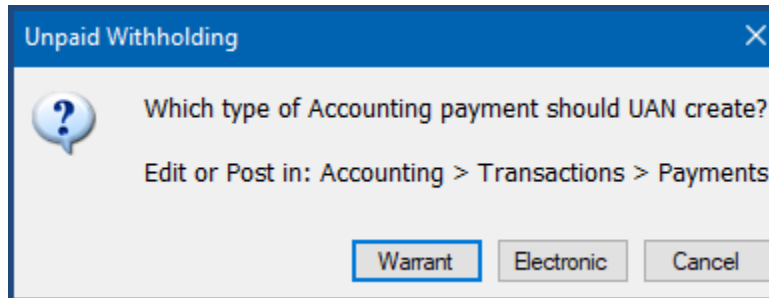 Unpaid Withholding
Which type of Accounting payment should UAN create?
Edit or Post in: Accounting > Transactions > Payments
Warrant Electronic Cancel